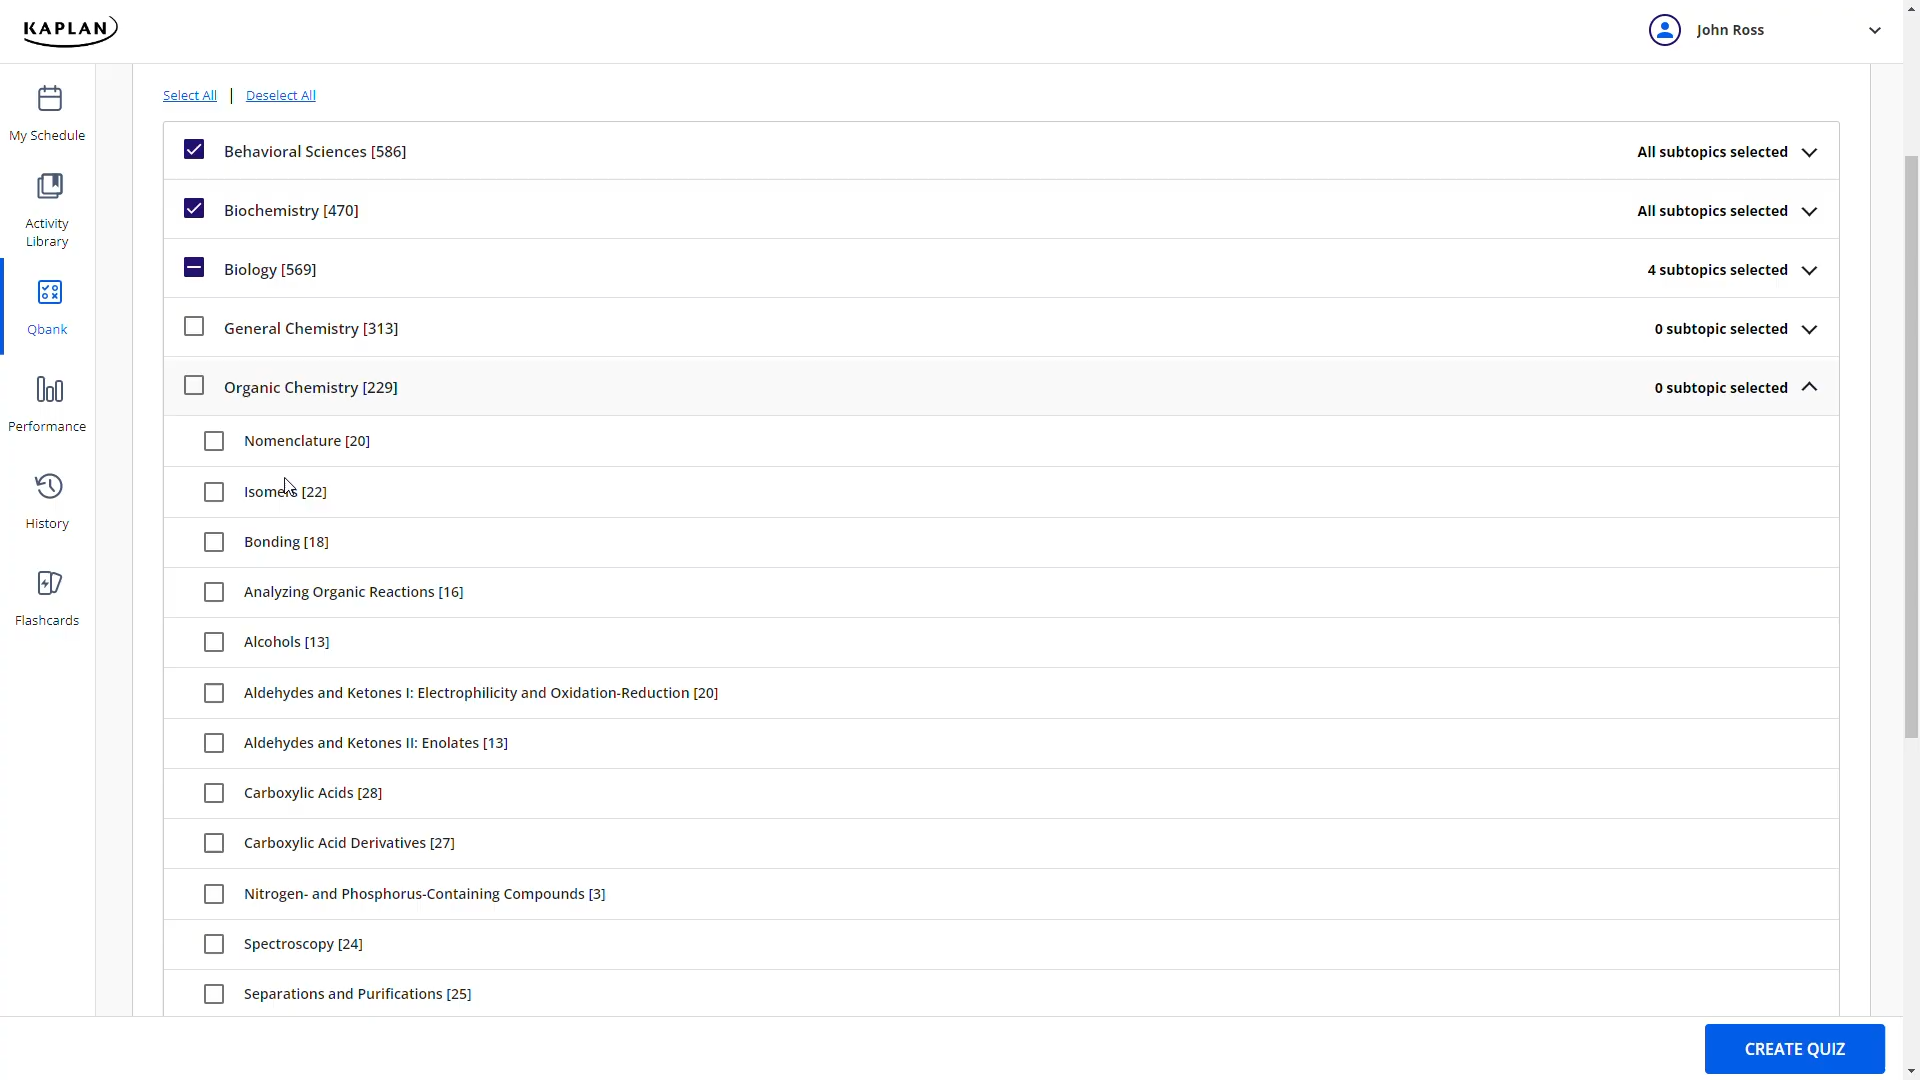 KAPLAN
John Ross
My Schedule
Activity
Library
Qbank
Performance
History
Flashcards
Select All | Deselect All
Behavioral Sciences [586] All subtopics selected
Biochemistry [470] All subtopics selected
Biology [569] 4 subtopics selected
General Chemistry [313] 0 subtopic selected
Organic Chemistry [229] 0 subtopic selected
Nomenclature [20]
Isomers [22]
Bonding [18]
Analyzing Organic Reactions [16]
Alcohols [13]
Aldehydes and Ketones I: Electrophilicity and Oxidation-Reduction [20]
Aldehydes and Ketones II: Enolates [13]
Carboxylic Acids [28]
Carboxylic Acid Derivatives [27]
Nitrogen- and Phosphorus-Containing Compounds [3]
Spectroscopy [24]
Separations and Purifications [25]
CREATE QUIZ